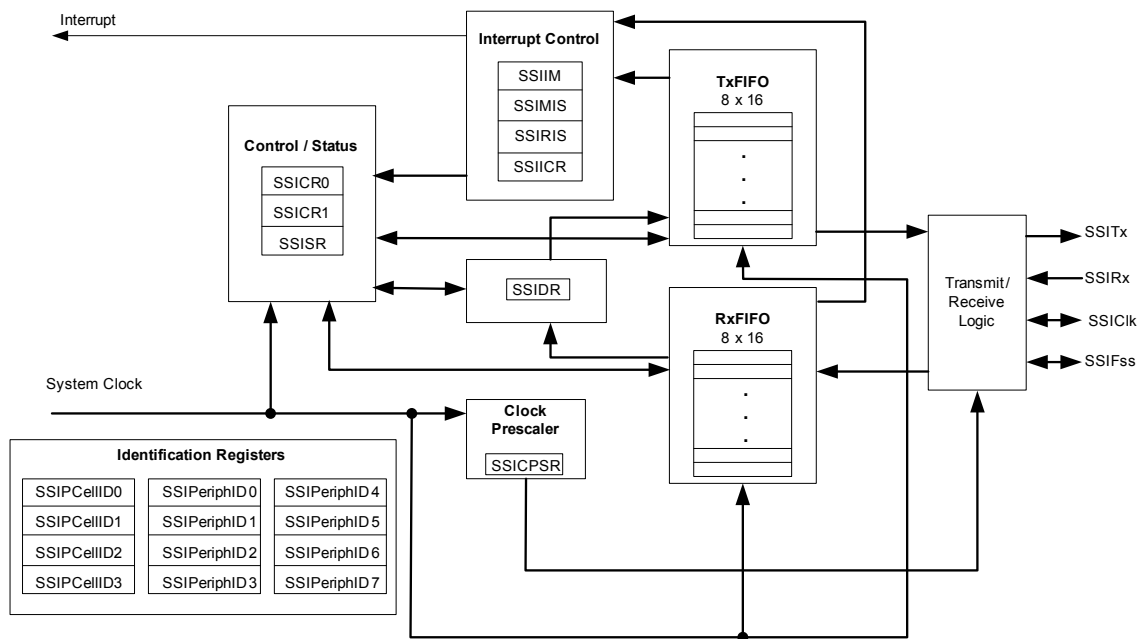 Interrupt
Interrupt Control
SSIIM
SSIMIS
SSIRIS
SSIICR
TxFIFO
8 x 16
.
.
.
Control / Status
SSICR0
SSICR1
SSISR
SSIDR
RxFIFO
8 x 16
.
.
.
Transmit/
Receive
Logic
SSITx
SSIRx
SSIClk
SSIFss
System Clock
Clock
Prescaler
SSICPSR
Identification Registers
SSIPCellID0 SSIPeriphID0 SSIPeriphID4
SSIPCellID1 SSIPeriphID1 SSIPeriphID5
SSIPCellID2 SSIPeriphID2 SSIPeriphID6
SSIPCellID3 SSIPeriphID3 SSIPeriphID7